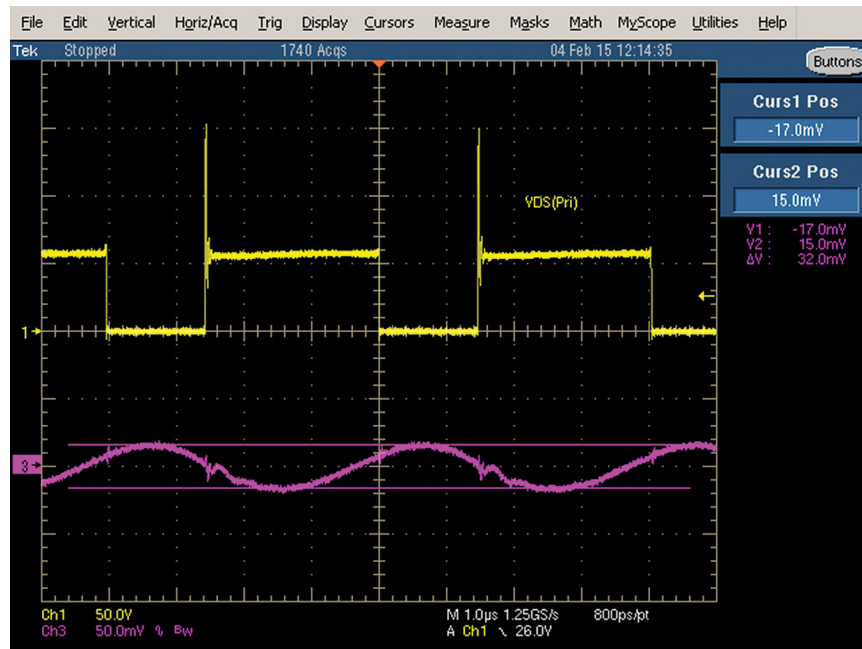 File Edit Vertical Horiz/Acq Trig Display Cursors Measure Masks Math MyScope Utilities Help
Tek Stopped 1740 Acqs 04 Feb 15 12:14:35
Buttons
Curs1 Pos
-17.0mV
Curs2 Pos
15.0mV
V1 : -17.0mV
V2 : 15.0mV
ΔV : 32.0mV
VDS(Pri)
1
3
Ch1 50.0V M 1.0µs 1.25GS/s 800ps/pt
Ch3 50.0mV ∿ Bw A Ch1 ∖ 26.0V